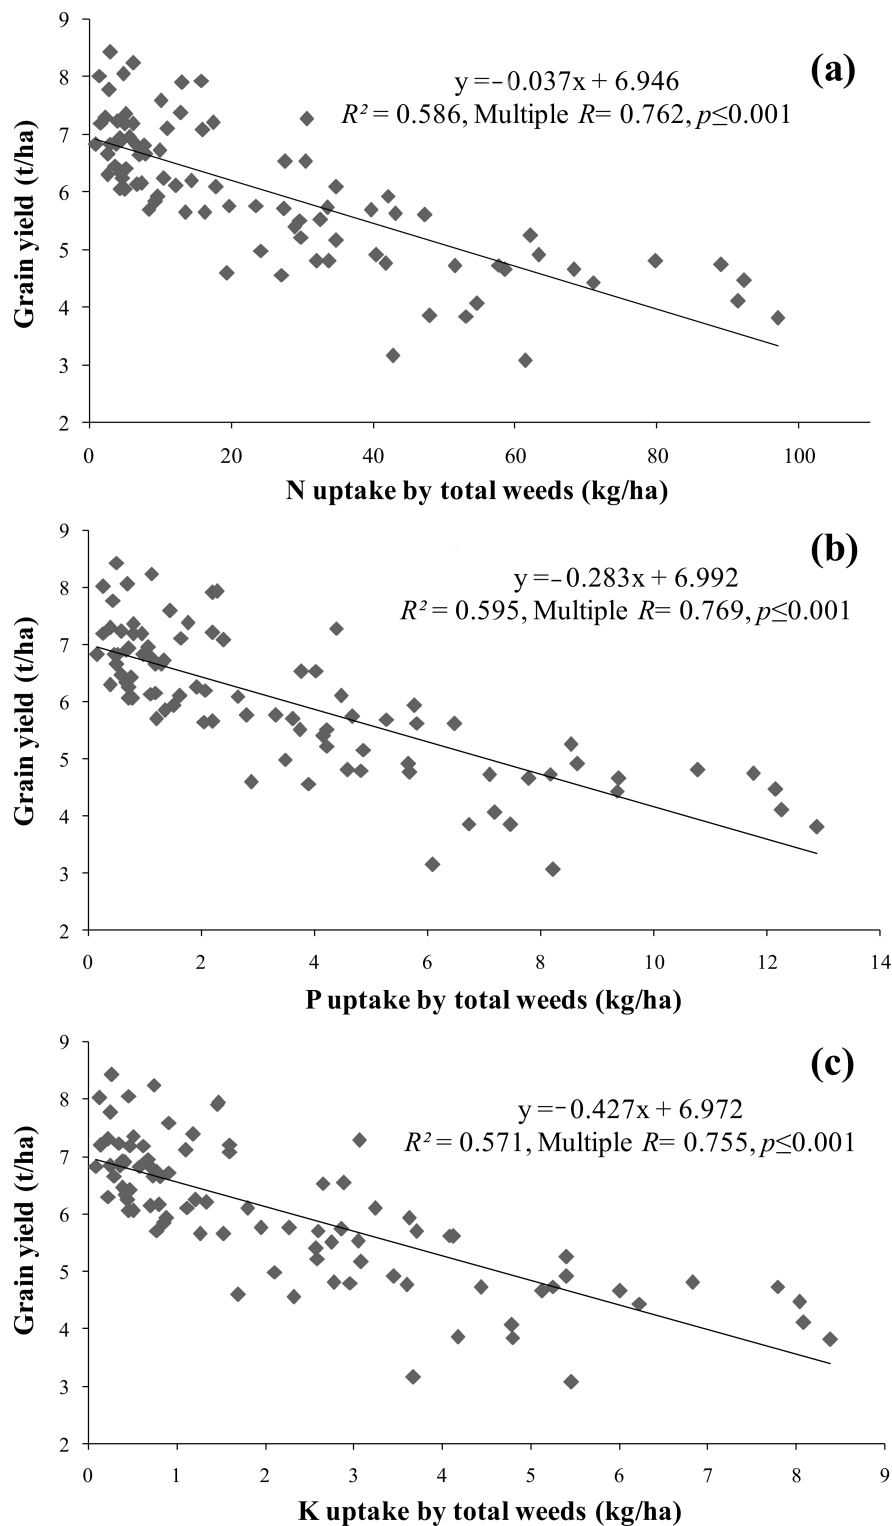 9
(a)
y = −0.037x + 6.946
R² = 0.586, Multiple R= 0.762, p≤0.001
8
7
6
5
4
3
2
Grain yield (t/ha)
0 20 40 60 80 100
N uptake by total weeds (kg/ha)
9
(b)
y = −0.283x + 6.992
R² = 0.595, Multiple R= 0.769, p≤0.001
8
7
6
5
4
3
2
Grain yield (t/ha)
0 2 4 6 8 10 12 14
P uptake by total weeds (kg/ha)
9
(c)
y = −0.427x + 6.972
R² = 0.571, Multiple R= 0.755, p≤0.001
8
7
6
5
4
3
2
Grain yield (t/ha)
0 1 2 3 4 5 6 7 8 9
K uptake by total weeds (kg/ha)